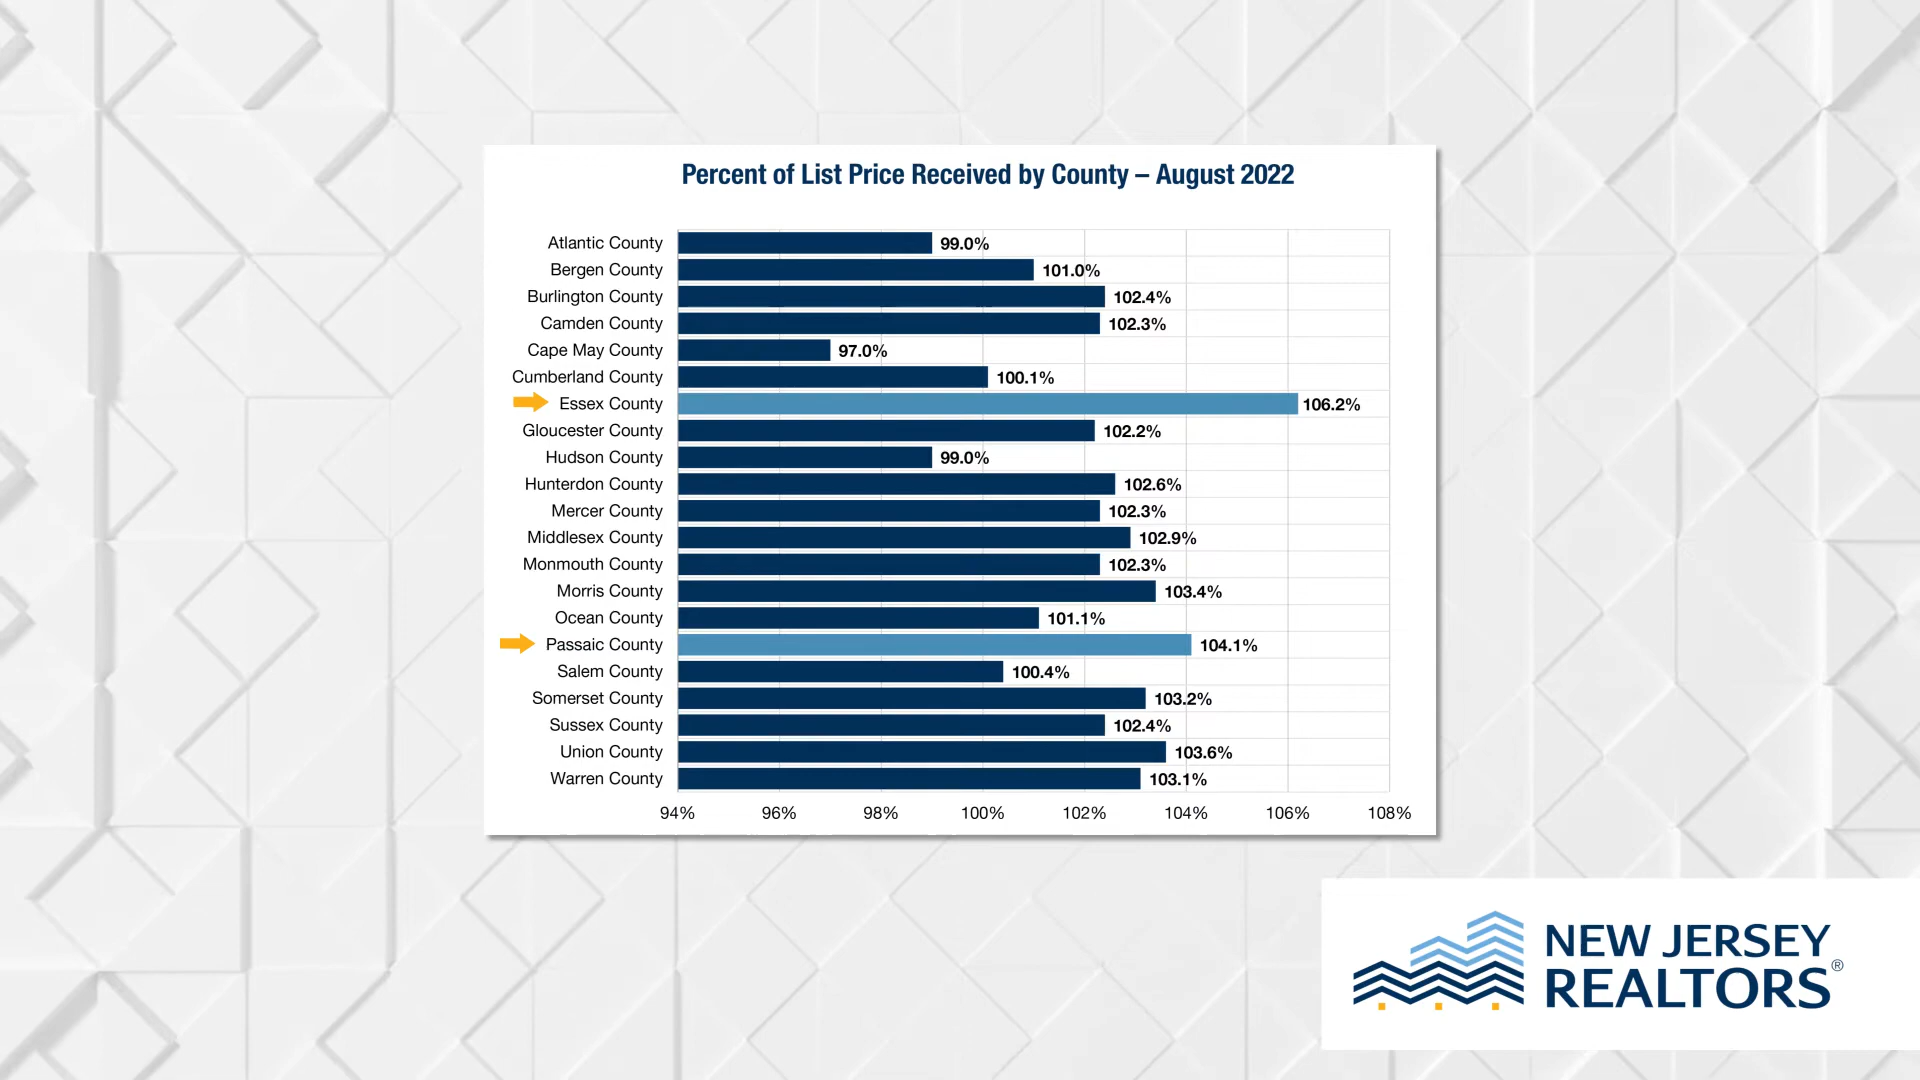 Percent of List Price Received by County – August 2022
Atlantic County 99.0%
Bergen County 101.0%
Burlington County 102.4%
Camden County 102.3%
Cape May County 97.0%
Cumberland County 100.1%
Essex County 106.2%
Gloucester County 102.2%
Hudson County 99.0%
Hunterdon County 102.6%
Mercer County 102.3%
Middlesex County 102.9%
Monmouth County 102.3%
Morris County 103.4%
Ocean County 101.1%
Passaic County 104.1%
Salem County 100.4%
Somerset County 103.2%
Sussex County 102.4%
Union County 103.6%
Warren County 103.1%
94% 96% 98% 100% 102% 104% 106% 108%
NEW JERSEY
REALTORS®